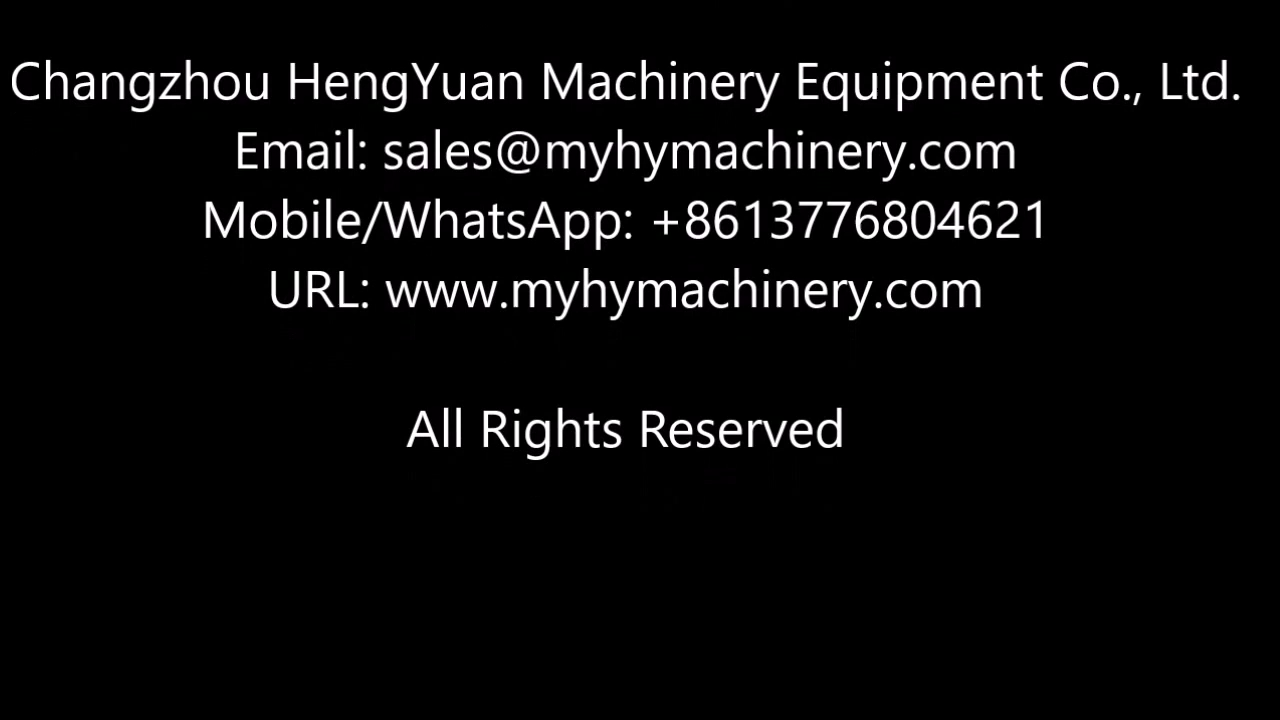 Changzhou HengYuan Machinery Equipment Co., Ltd.
Email: sales@myhymachinery.com
Mobile/WhatsApp: +8613776804621
URL: www.myhymachinery.com
All Rights Reserved